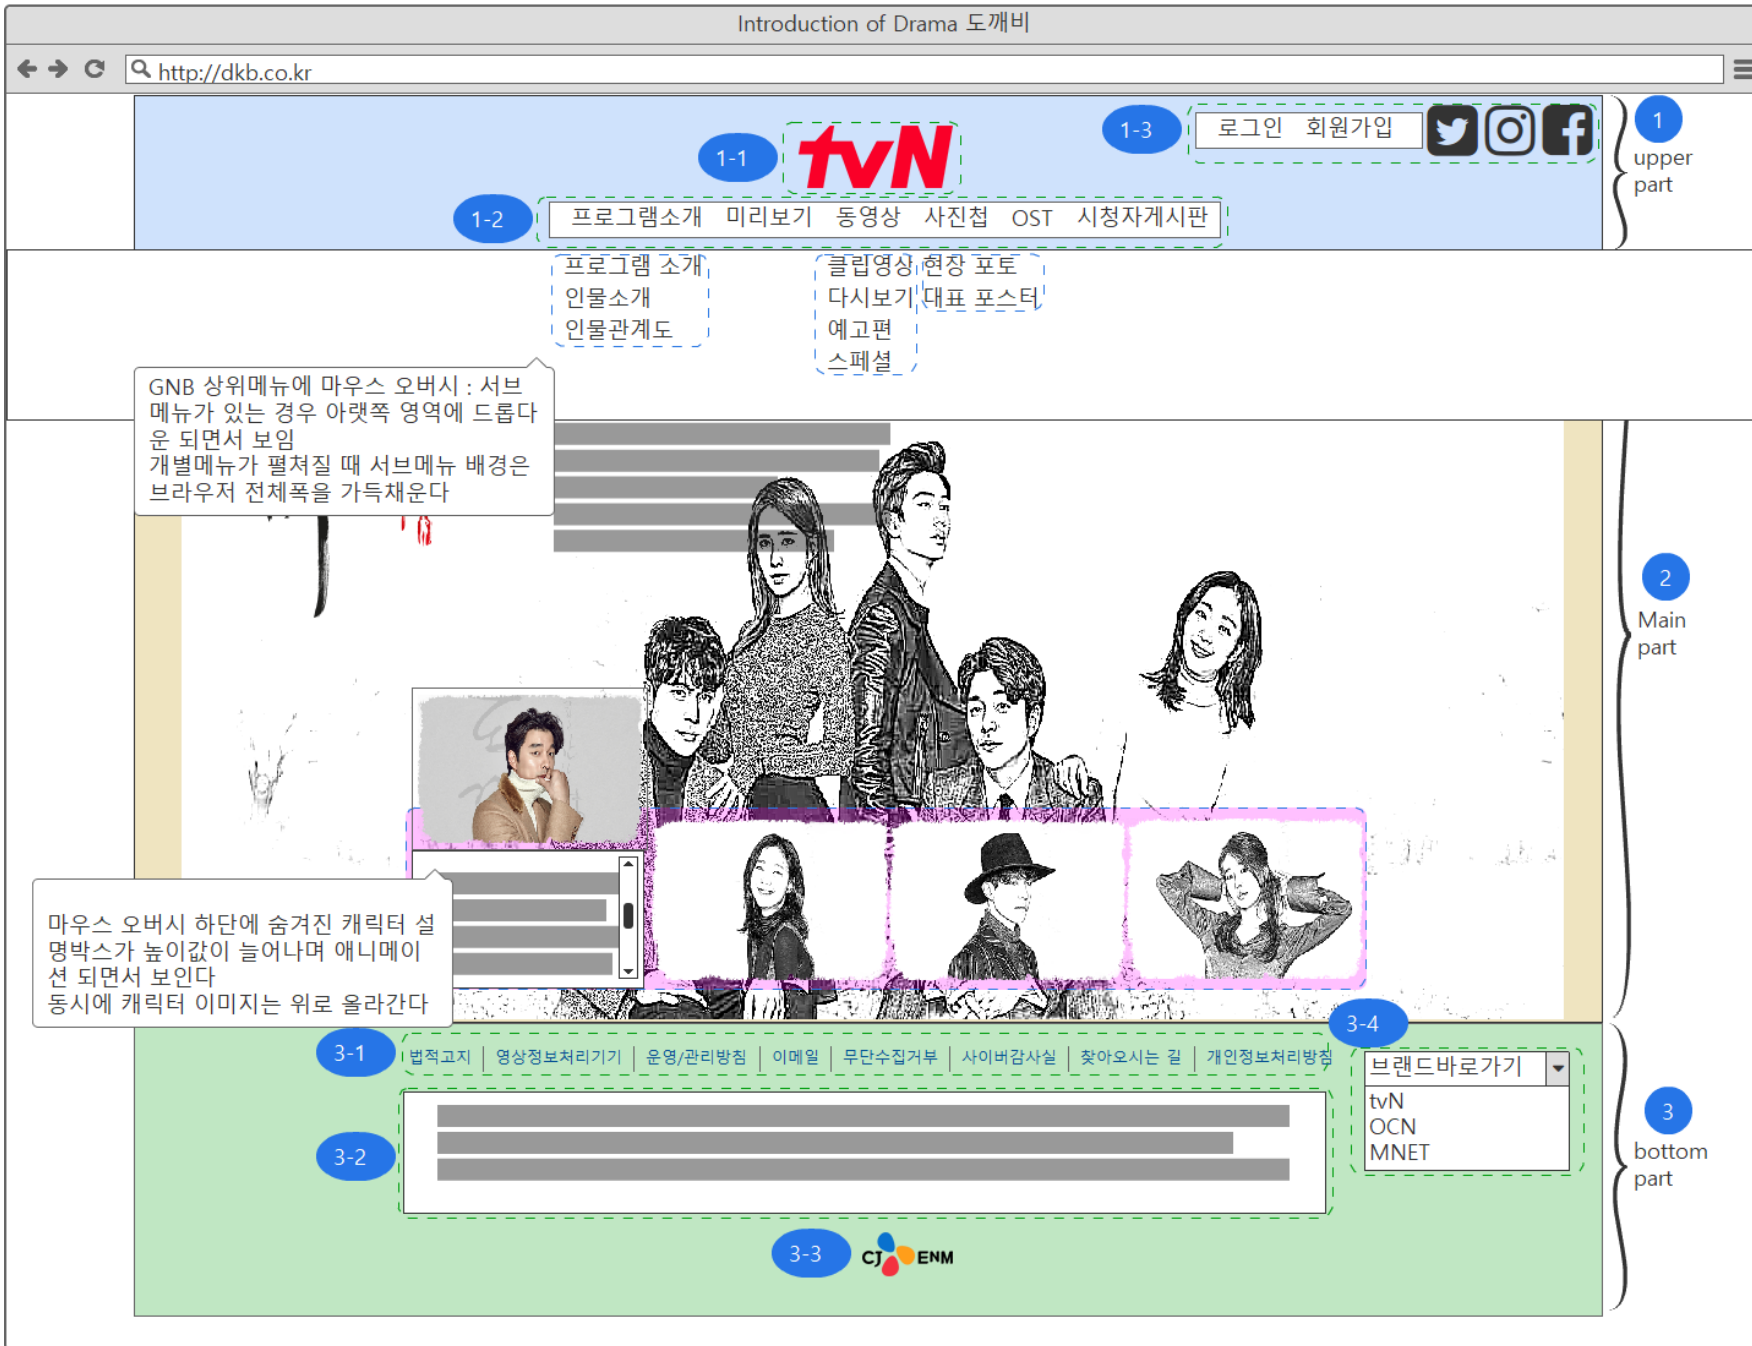 Introduction of Drama 도깨비
http://dkb.co.kr
1-3
로그인 회원가입
1
upper
part
1-1
tvN
1-2
프로그램소개 미리보기 동영상 사진첩 OST 시청자게시판
프로그램 소개
인물소개
인물관계도
클립영상
다시보기
예고편
스페셜
현장 포토
대표 포스터
GNB 상위메뉴에 마우스 오버시 : 서브
메뉴가 있는 경우 아랫쪽 영역에 드롭다
운 되면서 보임
개별메뉴가 펼쳐질 때 서브메뉴 배경은
브라우저 전체폭을 가득채운다
2
Main
part
마우스 오버시 하단에 숨겨진 캐릭터 설
명박스가 높이값이 늘어나며 애니메이
션 되면서 보인다
동시에 캐릭터 이미지는 위로 올라간다
3-1
법적고지 | 영상정보처리기기 | 운영/관리방침 | 이메일 | 무단수집거부 | 사이버감사실 | 찾아오시는 길 | 개인정보처리방침
3-4
브랜드바로가기
tvN
OCN
MNET
3
bottom
part
3-2
3-3
CJ ENM